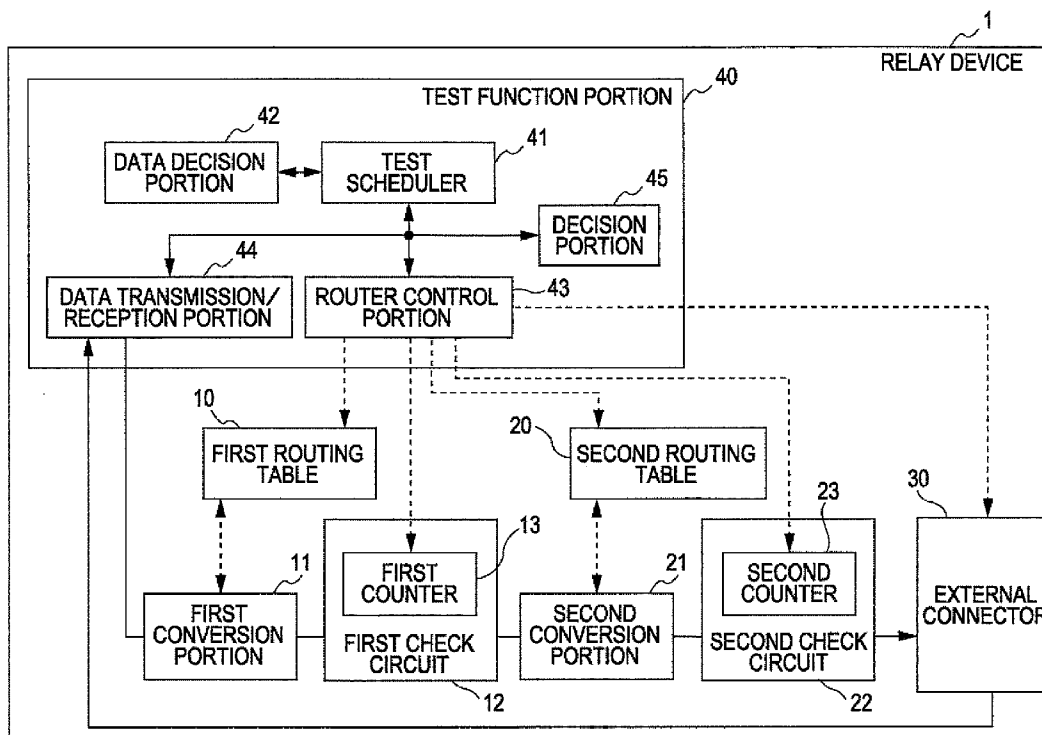 1
RELAY DEVICE
TEST FUNCTION PORTION
40
42
DATA DECISION
PORTION
41
TEST
SCHEDULER
45
DECISION
PORTION
44
DATA TRANSMISSION/
RECEPTION PORTION
43
ROUTER CONTROL
PORTION
10
FIRST ROUTING
TABLE
20
SECOND ROUTING
TABLE
30
EXTERNAL
CONNECTOR
11
FIRST
CONVERSION
PORTION
13
FIRST
COUNTER
FIRST CHECK
CIRCUIT
12
21
SECOND
CONVERSION
PORTION
23
SECOND
COUNTER
SECOND CHECK
CIRCUIT
22